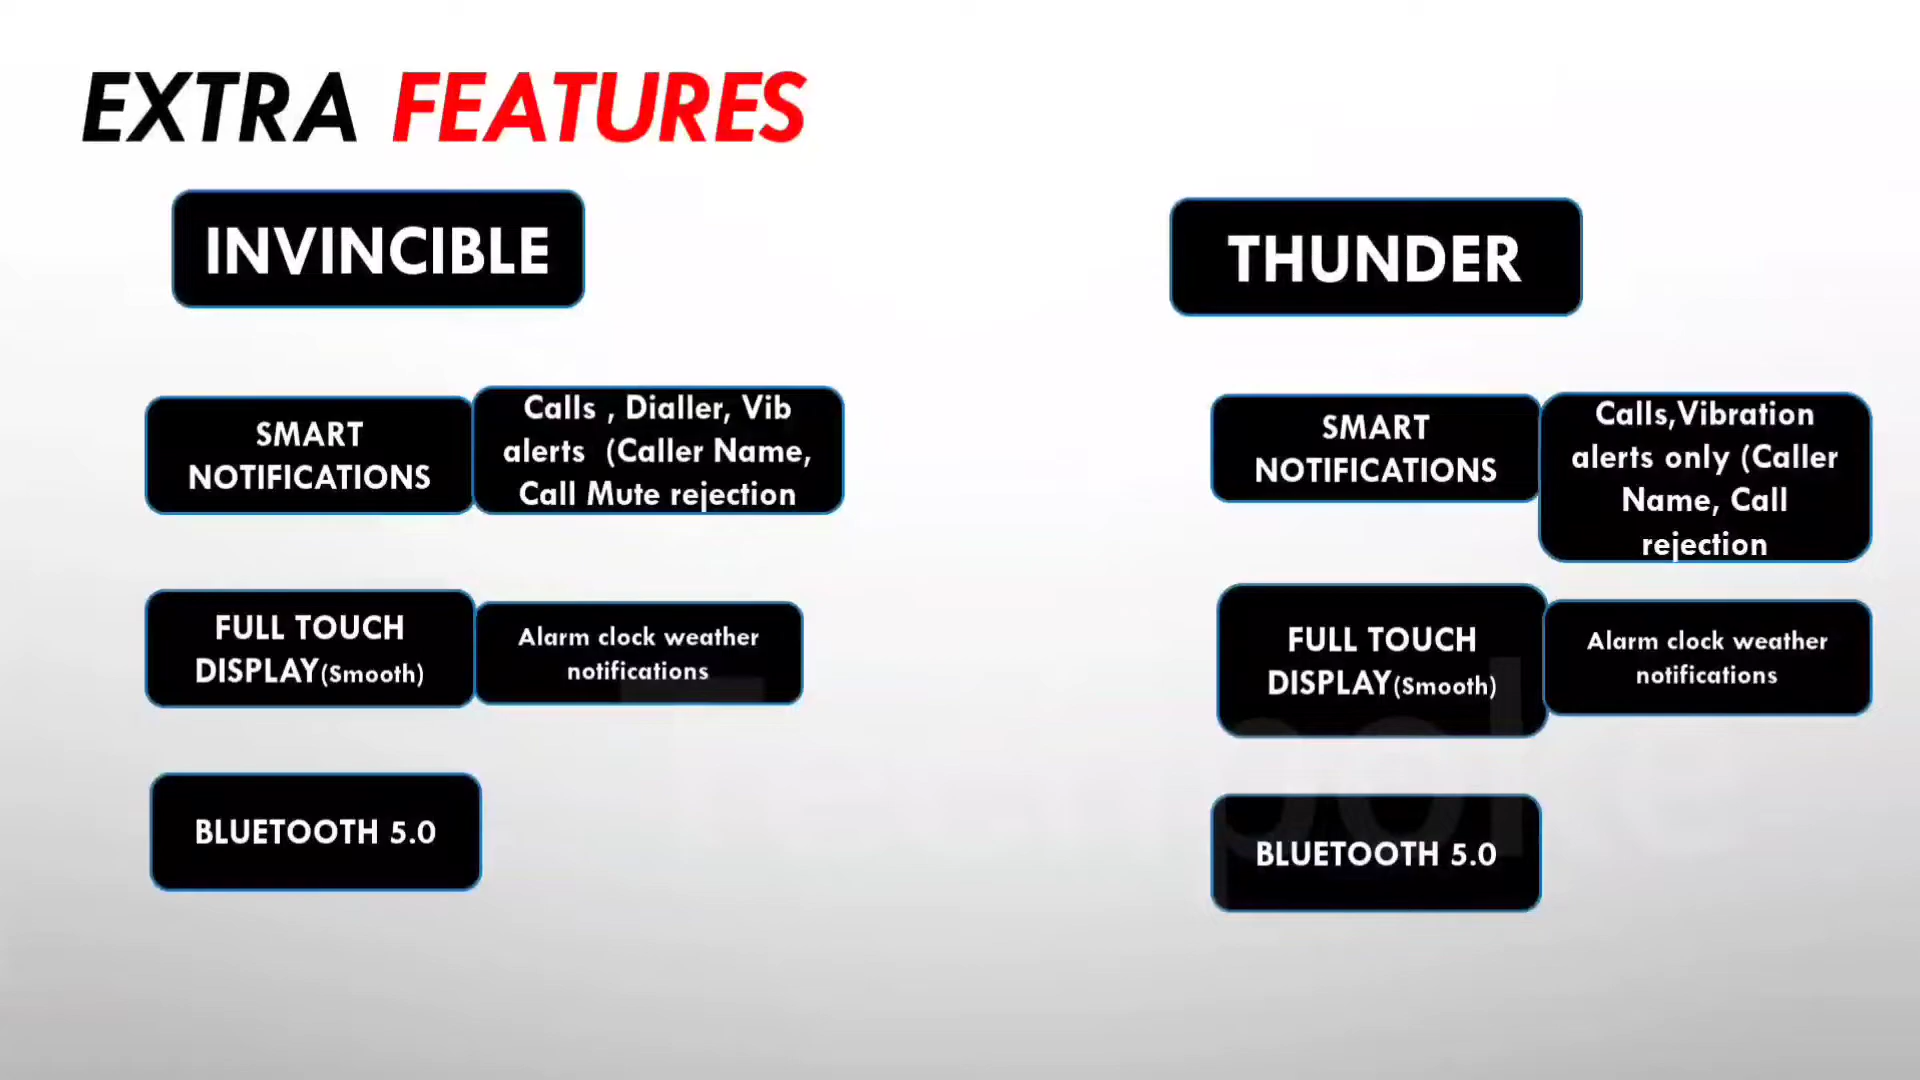 EXTRA FEATURES
INVINCIBLE
SMART
NOTIFICATIONS
Calls , Dialler, Vib
alerts (Caller Name,
Call Mute rejection
FULL TOUCH
DISPLAY(Smooth)
Alarm clock weather
notifications
BLUETOOTH 5.0
THUNDER
SMART
NOTIFICATIONS
Calls,Vibration
alerts only (Caller
Name, Call
rejection
FULL TOUCH
DISPLAY(Smooth)
Alarm clock weather
notifications
BLUETOOTH 5.0